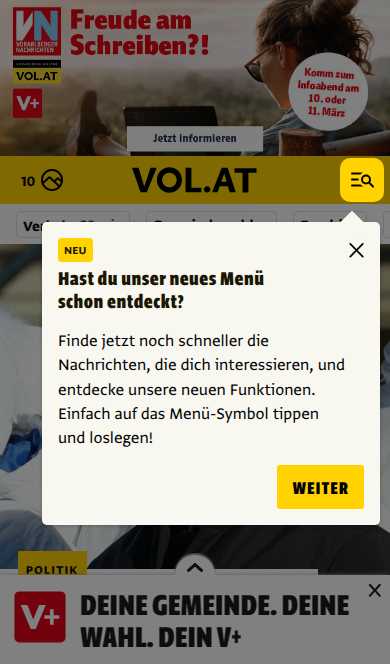 Freude am
Schreiben?!
VN
VORARLBERGER
NACHRICHTEN
VOL.AT
V+
Komm zum
Infoabend am
10. oder
11. März
Jetzt informieren
10
VOL.AT
NEU
Hast du unser neues Menü
schon entdeckt?
Finde jetzt noch schneller die
Nachrichten, die dich interessieren, und
entdecke unsere neuen Funktionen.
Einfach auf das Menü-Symbol tippen
und loslegen!
WEITER
POLITIK
V+
DEINE GEMEINDE. DEINE
WAHL. DEIN V+